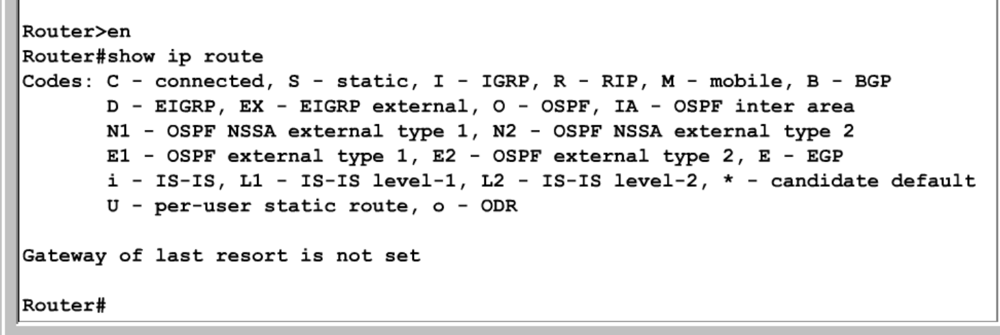 Router>en
Router#show ip route
Codes: C - connected, S - static, I - IGRP, R - RIP, M - mobile, B - BGP
D - EIGRP, EX - EIGRP external, O - OSPF, IA - OSPF inter area
N1 - OSPF NSSA external type 1, N2 - OSPF NSSA external type 2
E1 - OSPF external type 1, E2 - OSPF external type 2, E - EGP
i - IS-IS, L1 - IS-IS level-1, L2 - IS-IS level-2, * - candidate default
U - per-user static route, o - ODR
Gateway of last resort is not set
Router#